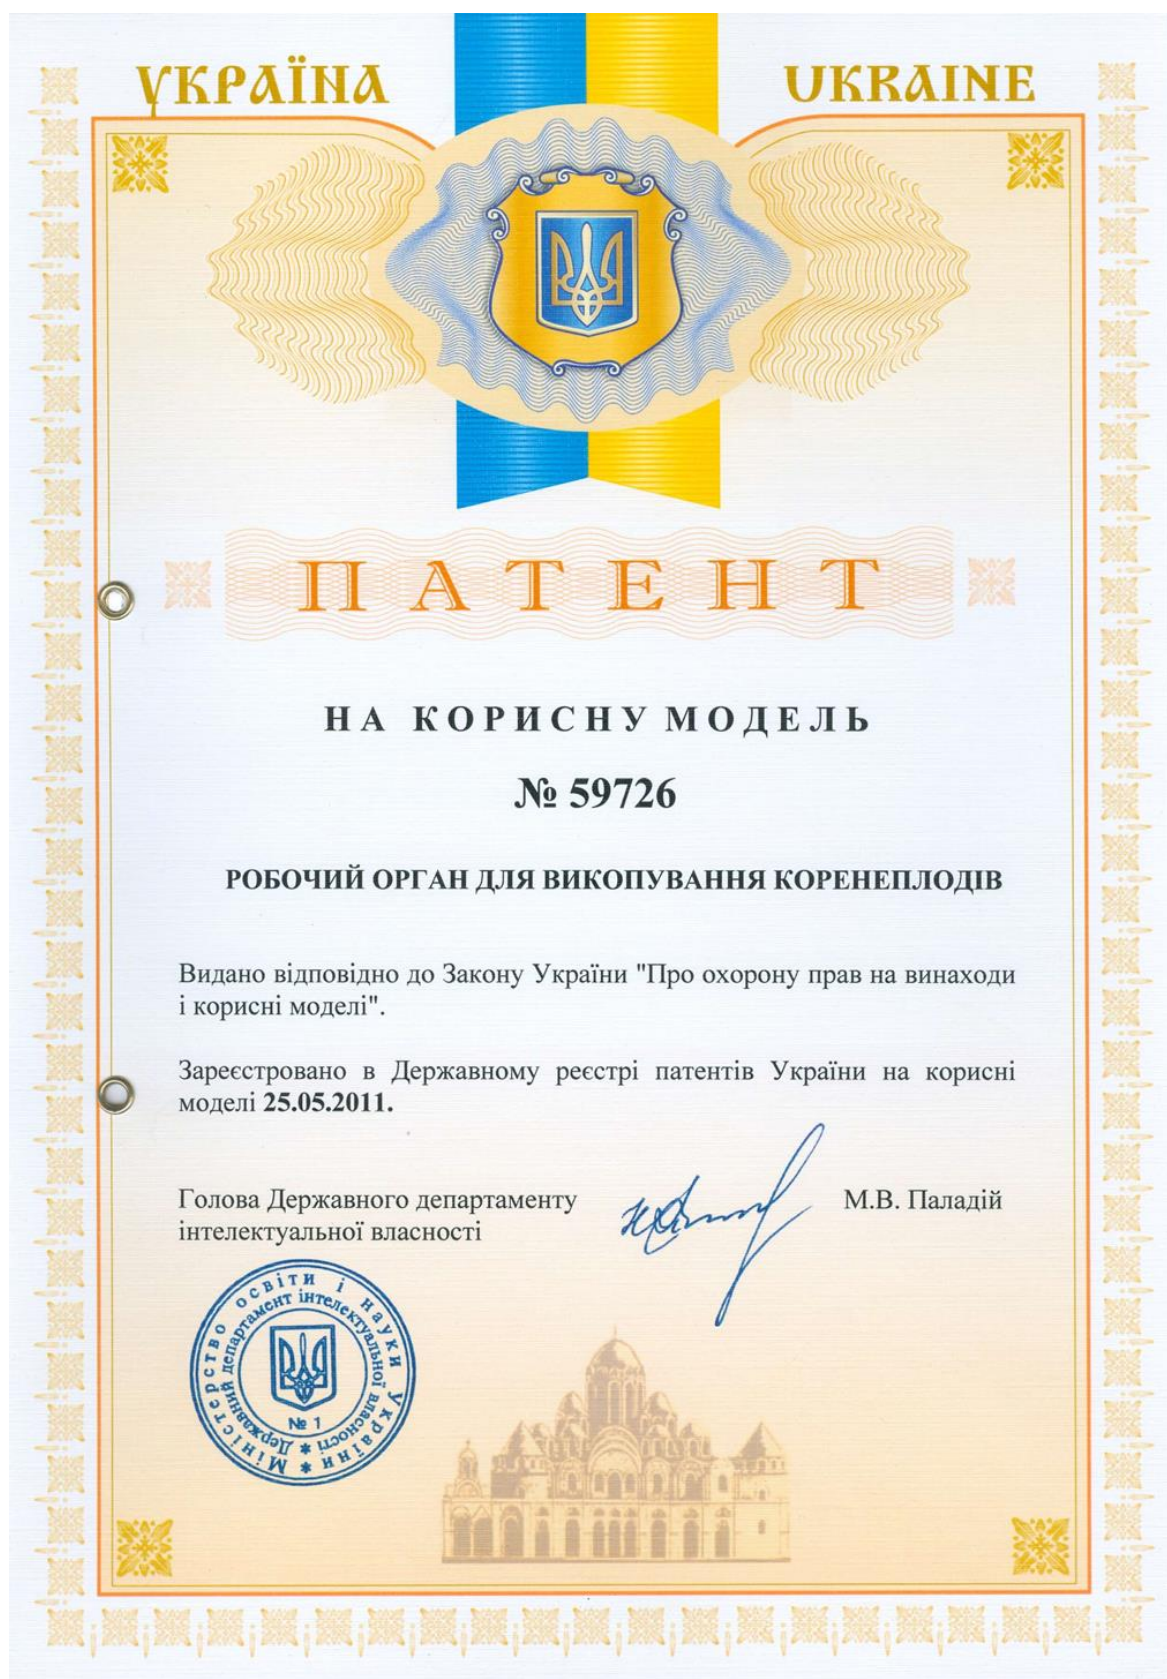 УКРАЇНА
UKRAINE
ПАТЕНТ
НА КОРИСНУ МОДЕЛЬ
№ 59726
РОБОЧИЙ ОРГАН ДЛЯ ВИКОПУВАННЯ КОРЕНЕПЛОДІВ
Видано відповідно до Закону України "Про охорону прав на винаходи
і корисні моделі".
Зареєстровано в Державному реєстрі патентів України на корисні
моделі 25.05.2011.
Голова Державного департаменту
інтелектуальної власності
М.В. Паладій
Міністерство освіти і науки України *
Державний департамент інтелектуальної власності *
№ 1